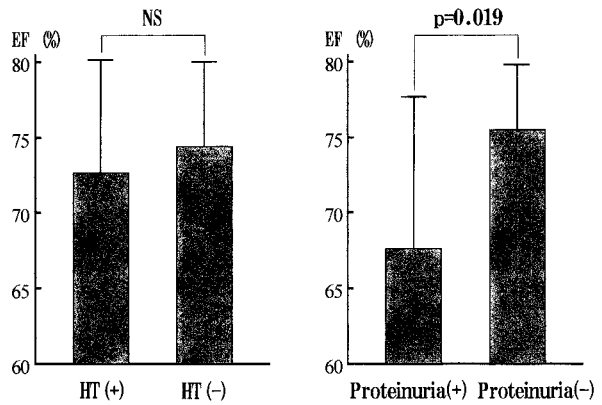 NS
EF (%)
80
75
70
65
60
HT (+) HT (−)
p=0.019
EF (%)
80
75
70
65
60
Proteinuria(+) Proteinuria(−)